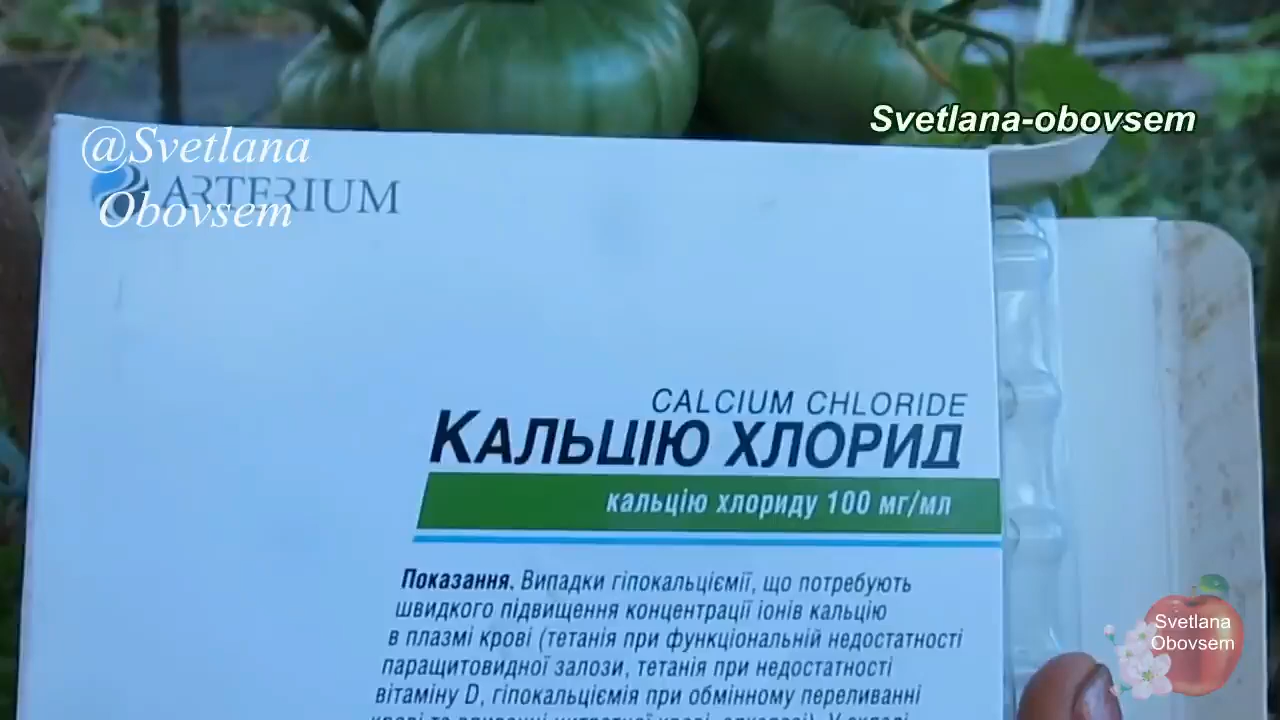 Svetlana-obovsem
@Svetlana
Obovsem
ARTERIUM
CALCIUM CHLORIDE
КАЛЬЦІЮ ХЛОРИД
кальцію хлориду 100 мг/мл
Показання. Випадки гіпокальціємії, що потребують
швидкого підвищення концентрації іонів кальцію
в плазмі крові (тетанія при функціональній недостатності
паращитовидної залози, тетанія при недостатності
вітаміну D, гіпокальціємія при обмінному переливанні
Svetlana
Obovsem